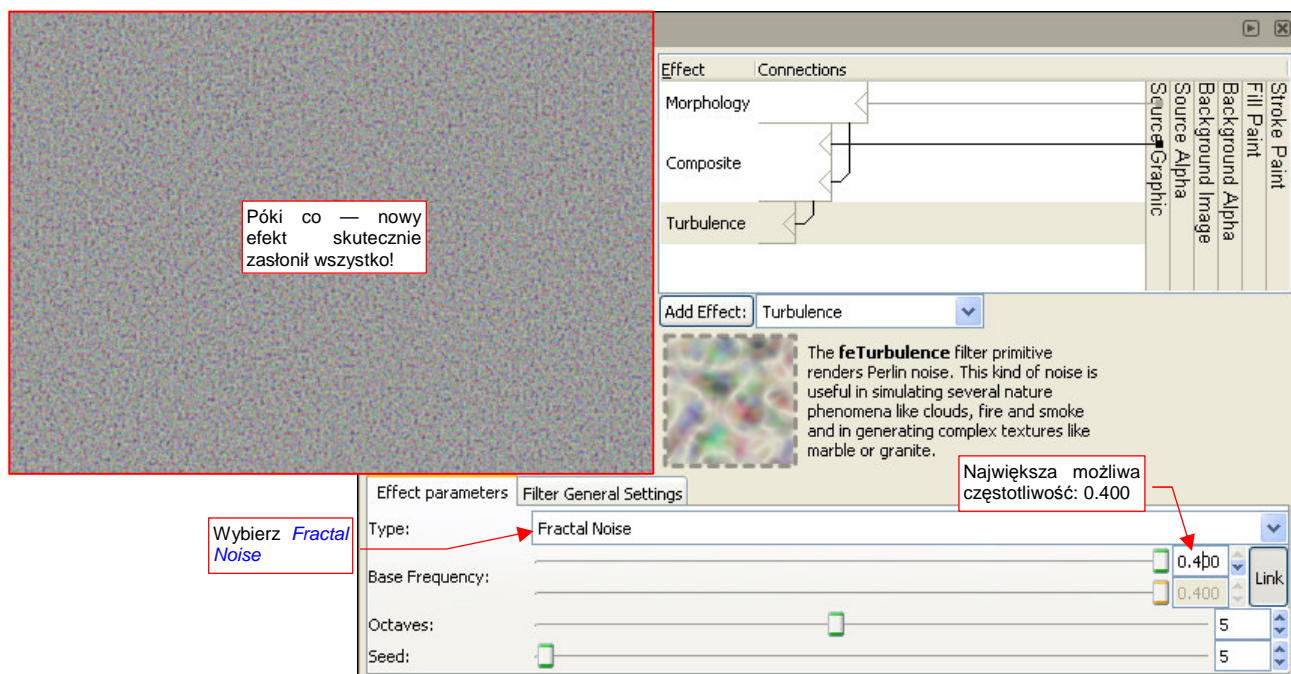 Effect Connections
Morphology
Composite
Turbulence
Source Graphic
Source Alpha
Background Image
Background Alpha
Fill Paint
Stroke Paint
Póki co — nowy
efekt skutecznie
zasłonił wszystko!
Add Effect: Turbulence
The feTurbulence filter primitive
renders Perlin noise. This kind of noise is
useful in simulating several nature
phenomena like clouds, fire and smoke
and in generating complex textures like
marble or granite.
Największa możliwa
częstotliwość: 0.400
Effect parameters Filter General Settings
Wybierz Fractal
Noise
Type: Fractal Noise
Base Frequency: 0.400
0.400
Link
Octaves: 5
Seed: 5